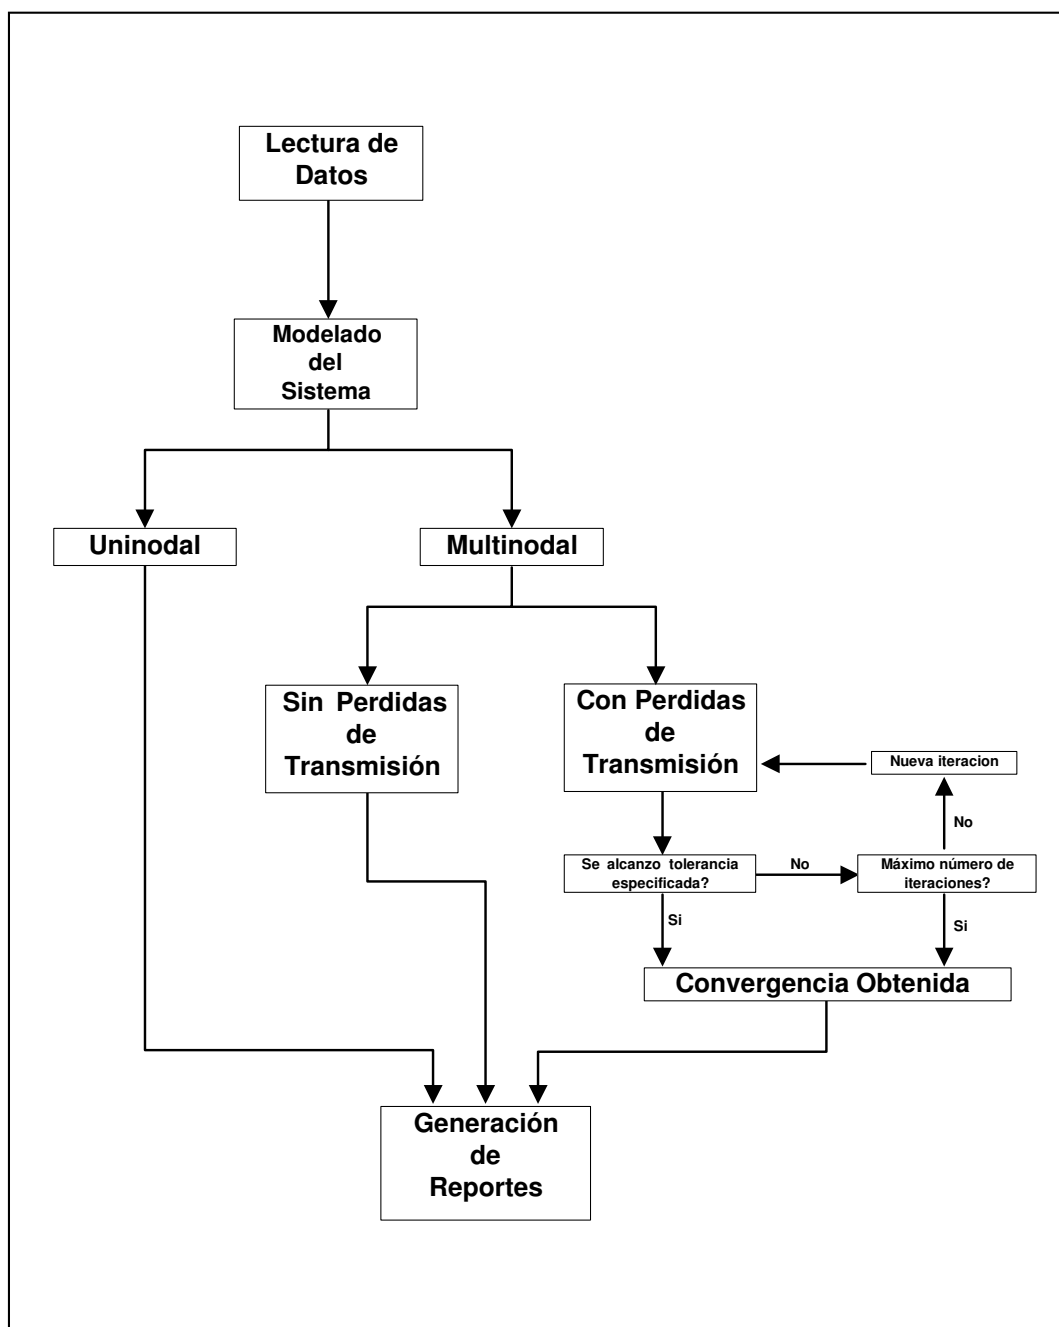 Lectura de
Datos
Modelado
del
Sistema
Uninodal
Multinodal
Sin Perdidas
de
Transmisión
Con Perdidas
de
Transmisión
Nueva iteracion
No
Se alcanzo tolerancia
especificada?
No
Máximo número de
iteraciones?
Si
Si
Convergencia Obtenida
Generación
de
Reportes